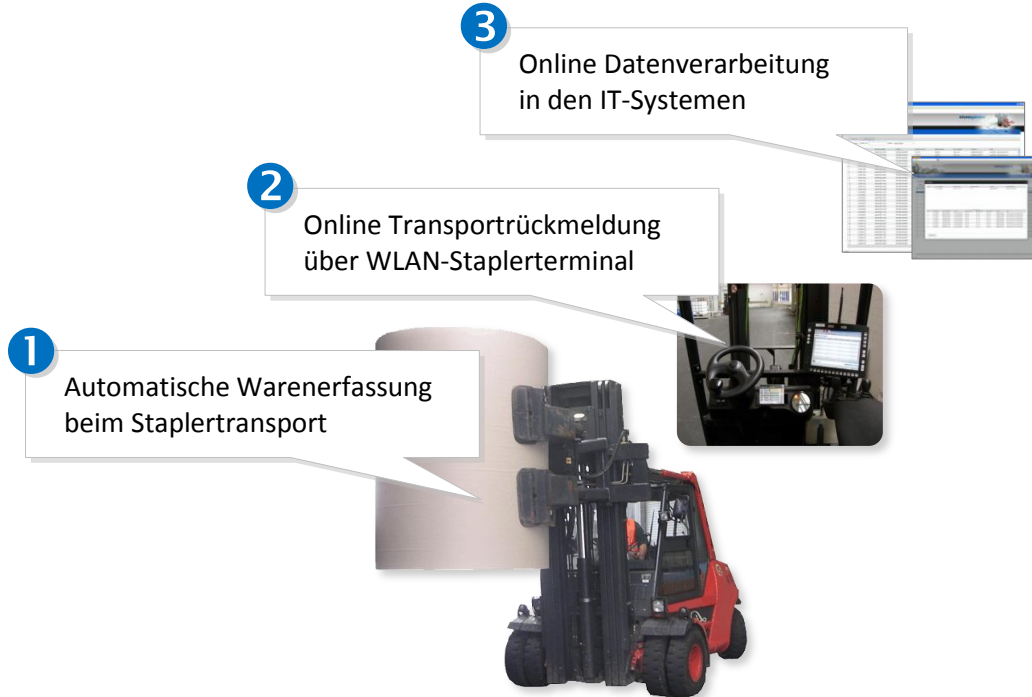 3
Online Datenverarbeitung
in den IT-Systemen
2
Online Transportrückmeldung
über WLAN-Staplerterminal
1
Automatische Warenerfassung
beim Staplertransport